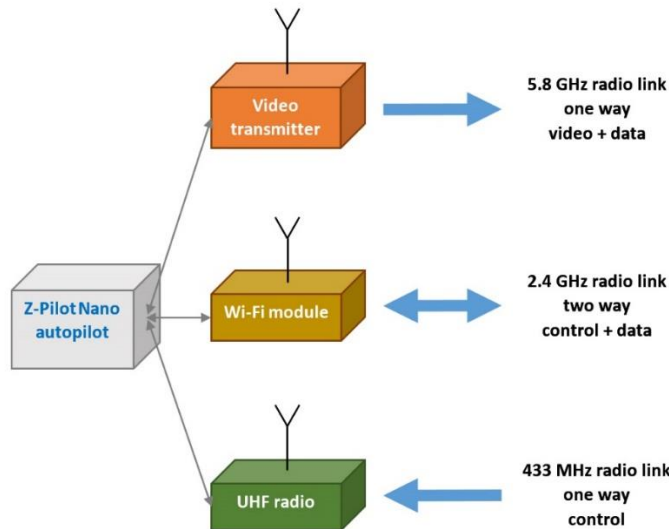 Video
transmitter
5.8 GHz radio link
one way
video + data
Z-Pilot Nano
autopilot
Wi-Fi module
2.4 GHz radio link
two way
control + data
UHF radio
433 MHz radio link
one way
control